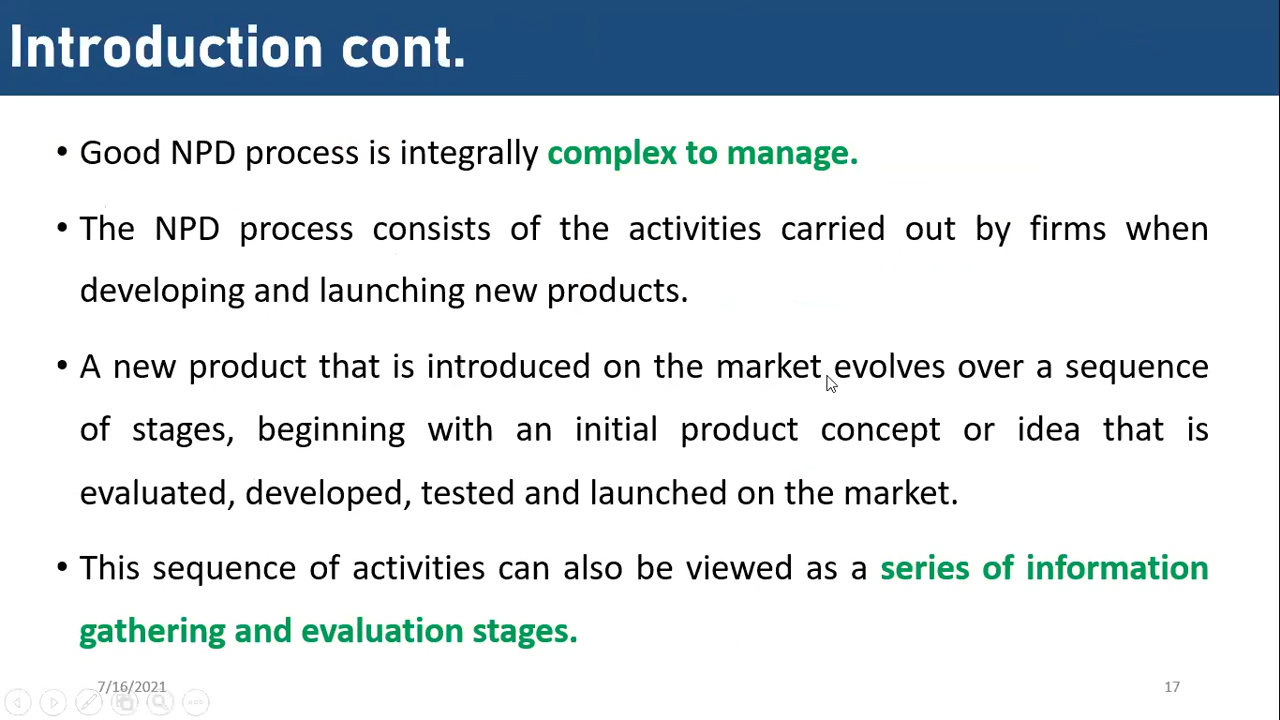 Introduction cont.
• Good NPD process is integrally complex to manage.
• The NPD process consists of the activities carried out by firms when
developing and launching new products.
• A new product that is introduced on the market evolves over a sequence
of stages, beginning with an initial product concept or idea that is
evaluated, developed, tested and launched on the market.
• This sequence of activities can also be viewed as a series of information
gathering and evaluation stages.
7/16/2021
17